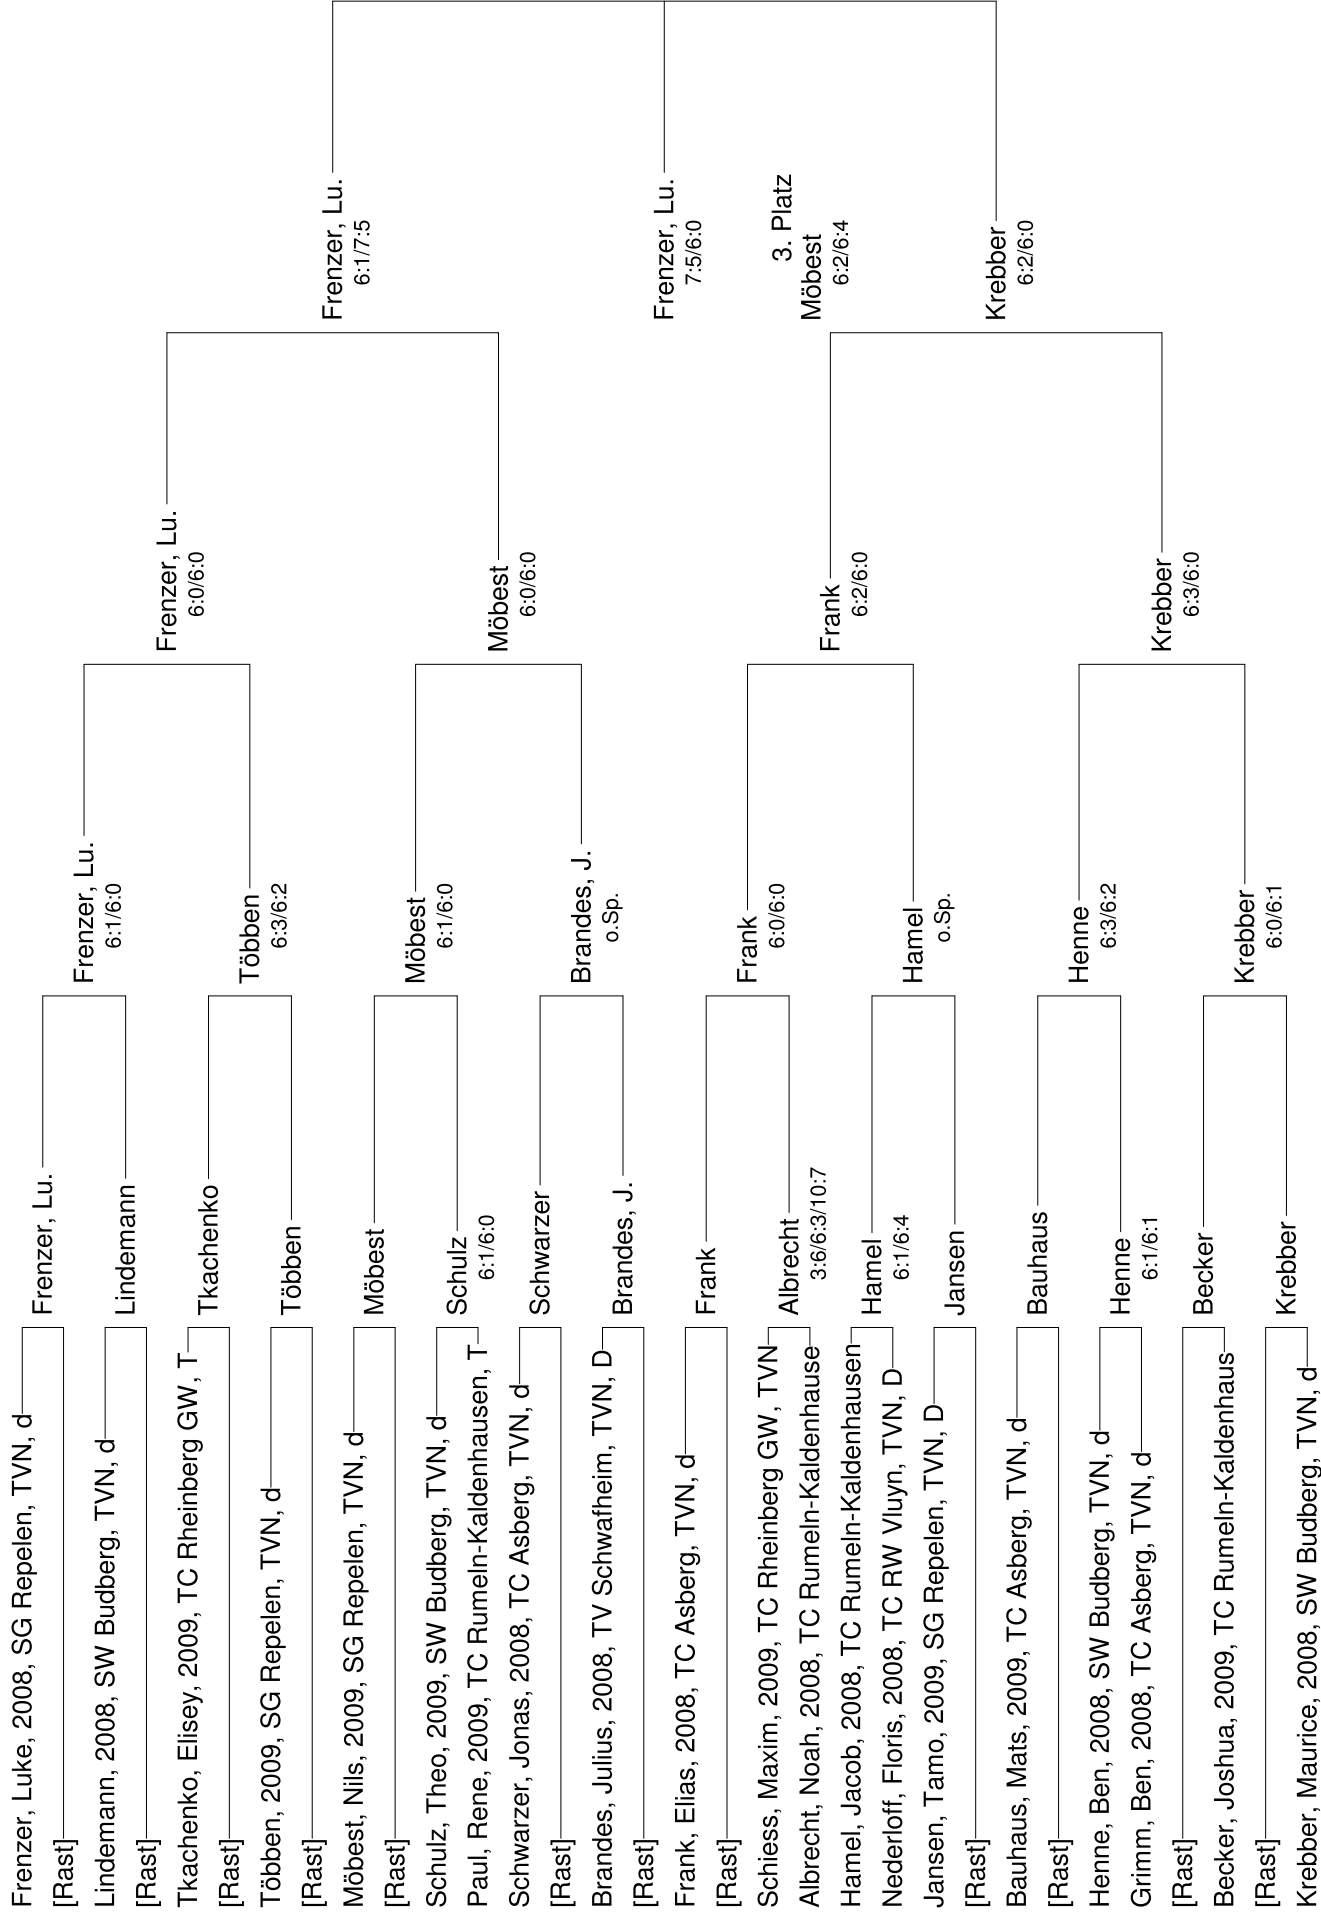 Frenzer, Luke, 2008, SG Repelen, TVN, d
[Rast]
Lindemann, 2008, SW Budberg, TVN, d
[Rast]
Tkachenko, Elisey, 2009, TC Rheinberg GW, T
[Rast]
Többen, 2009, SG Repelen, TVN, d
[Rast]
Möbest, Nils, 2009, SG Repelen, TVN, d
[Rast]
Schulz, Theo, 2009, SW Budberg, TVN, d
Paul, Rene, 2009, TC Rumeln-Kaldenhausen, T
Schwarzer, Jonas, 2008, TC Asberg, TVN, d
[Rast]
Brandes, Julius, 2008, TV Schwafheim, TVN, D
[Rast]
Frank, Elias, 2008, TC Asberg, TVN, d
[Rast]
Schiess, Maxim, 2009, TC Rheinberg GW, TVN
Albrecht, Noah, 2008, TC Rumeln-Kaldenhause
Hamel, Jacob, 2008, TC Rumeln-Kaldenhausen
Nederloff, Floris, 2008, TC RW Vluyn, TVN, D
Jansen, Tamo, 2009, SG Repelen, TVN, D
[Rast]
Bauhaus, Mats, 2009, TC Asberg, TVN, d
[Rast]
Henne, Ben, 2008, SW Budberg, TVN, d
Grimm, Ben, 2008, TC Asberg, TVN, d
[Rast]
Becker, Joshua, 2009, TC Rumeln-Kaldenhaus
[Rast]
Krebber, Maurice, 2008, SW Budberg, TVN, d
Frenzer, Lu.
Lindemann
Tkachenko
Többen
Möbest
Schulz
6:1/6:0
Schwarzer
Brandes, J.
Frank
Albrecht
3:6/6:3/10:7
Hamel
6:1/6:4
Jansen
Bauhaus
Henne
6:1/6:1
Becker
Krebber
Frenzer, Lu.
6:1/6:0
Többen
6:3/6:2
Möbest
6:1/6:0
Brandes, J.
o.Sp.
Frank
6:0/6:0
Hamel
o.Sp.
Henne
6:3/6:2
Krebber
6:0/6:1
Frenzer, Lu.
6:0/6:0
Möbest
6:0/6:0
Frank
6:2/6:0
Krebber
6:3/6:0
Frenzer, Lu.
6:1/7:5
Krebber
6:2/6:0
Frenzer, Lu.
7:5/6:0
3. Platz
Möbest
6:2/6:4